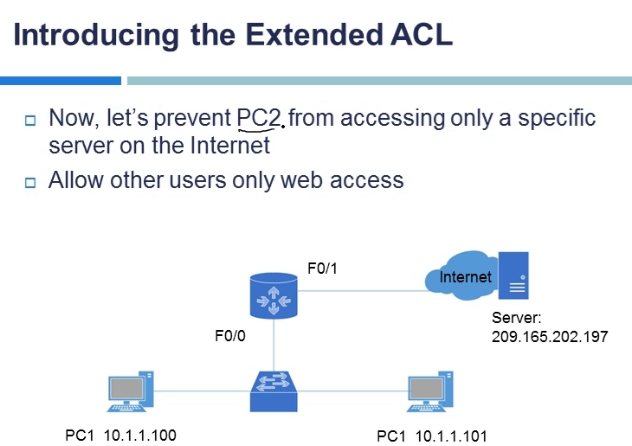 Introducing the Extended ACL
Now, let's prevent PC2 from accessing only a specific
server on the Internet
Allow other users only web access
F0/1
Internet
Server:
209.165.202.197
F0/0
PC1 10.1.1.100
PC1 10.1.1.101